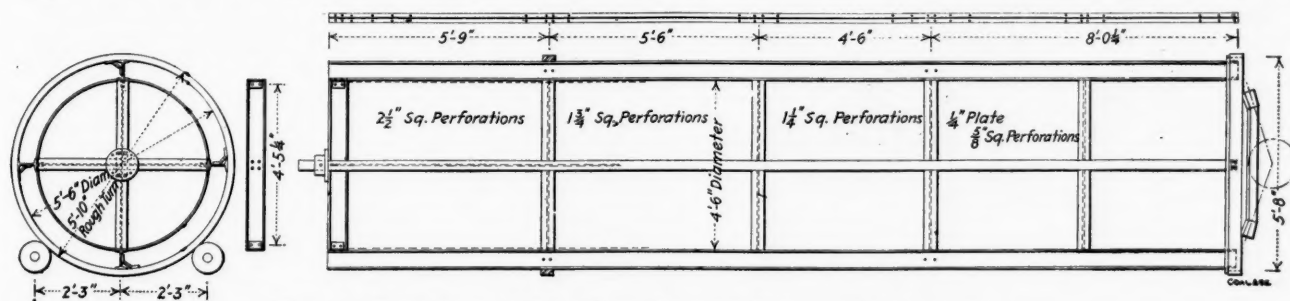 5'-9" 5'-6" 4'-6" 8'-0¼"
2½" Sq. Perforations 1¾" Sq. Perforations 1¼" Sq. Perforations ¼" Plate
⅝" Sq. Perforations
4'-5¼"
4'-6" Diameter
5'-8"
5'-6" Diam
5'-10"
Rough Turn
2'-3" 2'-3"
COAL AGE